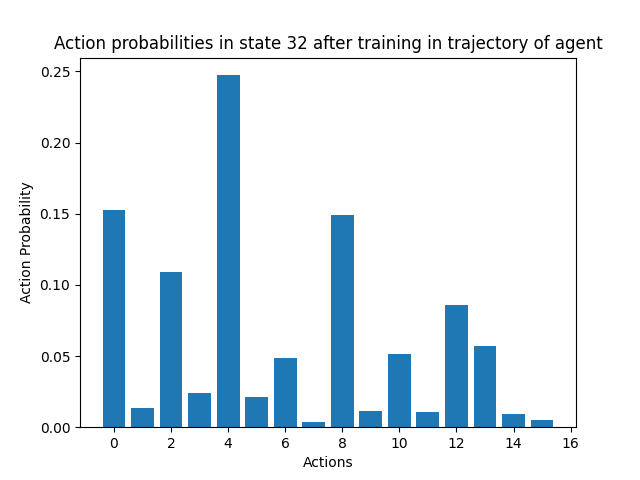 Action probabilities in state 32 after training in trajectory of agent
0.25
0.20
0.15
0.10
0.05
0.00
Action Probability
0 2 4 6 8 10 12 14 16
Actions